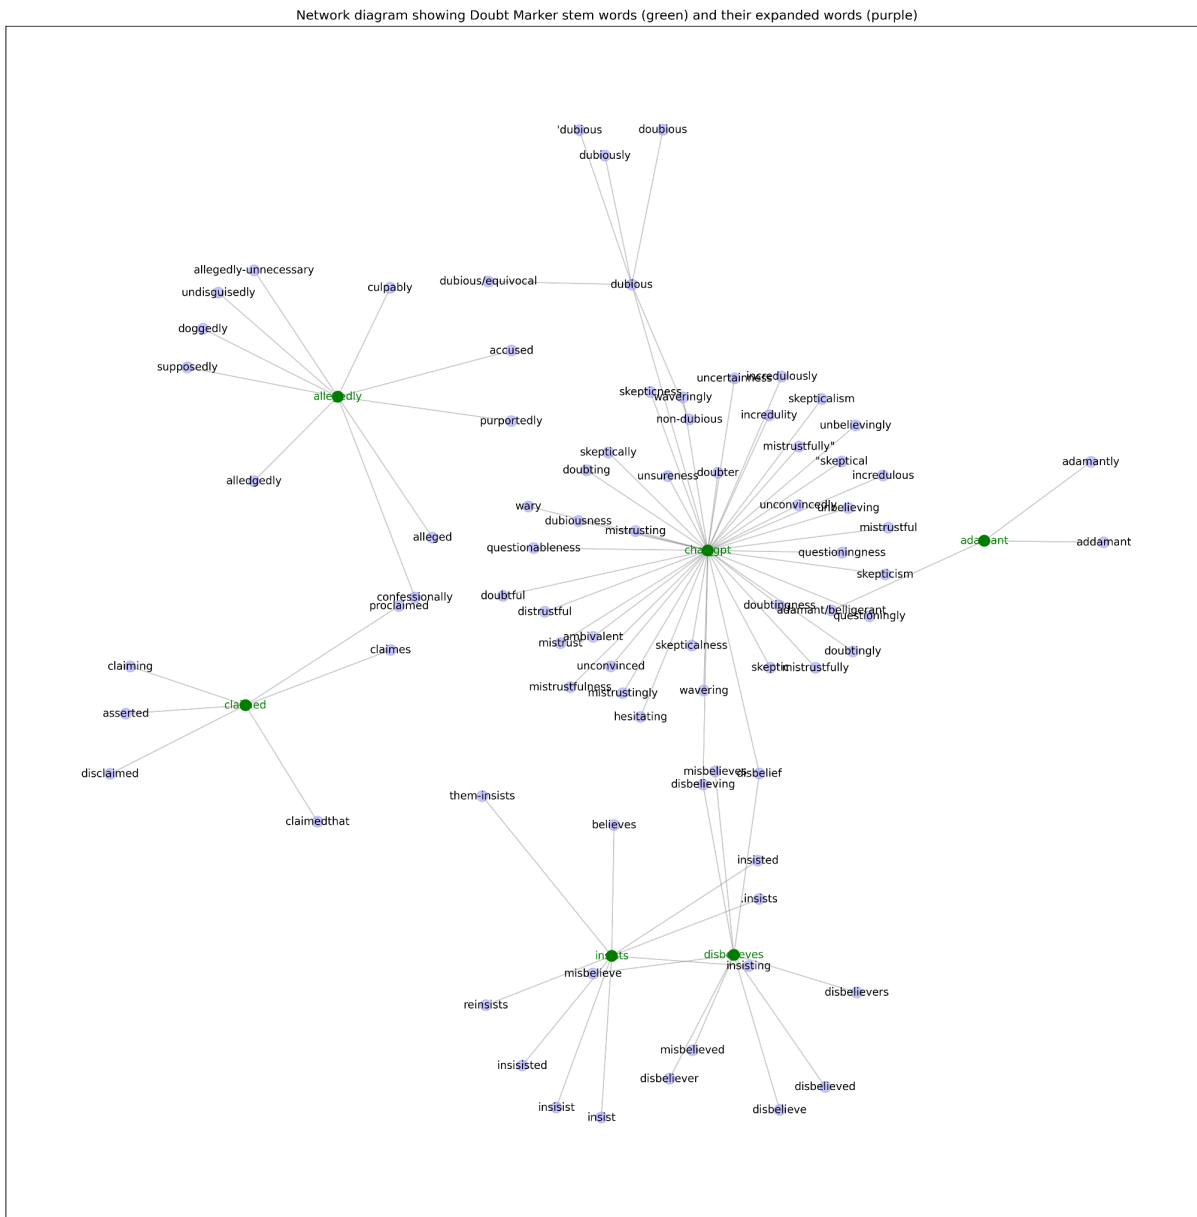 Network diagram showing Doubt Marker stem words (green) and their expanded words (purple)
'dubious
doubious
dubiously
allegedly-unnecessary
undisguisedly
culpably
dubious/equivocal
dubious
doggedly
accused
supposedly
uncertainness
incredulously
skepticness
waveringly
allegedly
skepticalism
incredulity
non-dubious
purportedly
unbelievingly
mistrustfully"
skeptically
"skeptical
adamantly
doubting
unsureness
doubter
incredulous
alledgedly
wary
unconvincedly
unbelieving
dubiousness
mistrusting
mistrustful
alleged
adamant
addamant
questionableness
chatgpt
questioningness
skepticism
confessionally
doubtful
proclaimed
distrustful
doubtingness
adamant/belligerant
questioningly
ambivalent
mistrust
skepticalness
claimes
doubtingly
claiming
unconvinced
skeptic
mistrustfully
mistrustfulness
mistrustingly
wavering
claimed
asserted
hesitating
disclaimed
misbelieves
disbelief
disbelieving
them-insists
claimedthat
believes
insisted
.insists
insists
disbelieves
insisting
misbelieve
disbelievers
reinsists
misbelieved
insisisted
disbeliever
disbelieved
insisist
disbelieve
insist